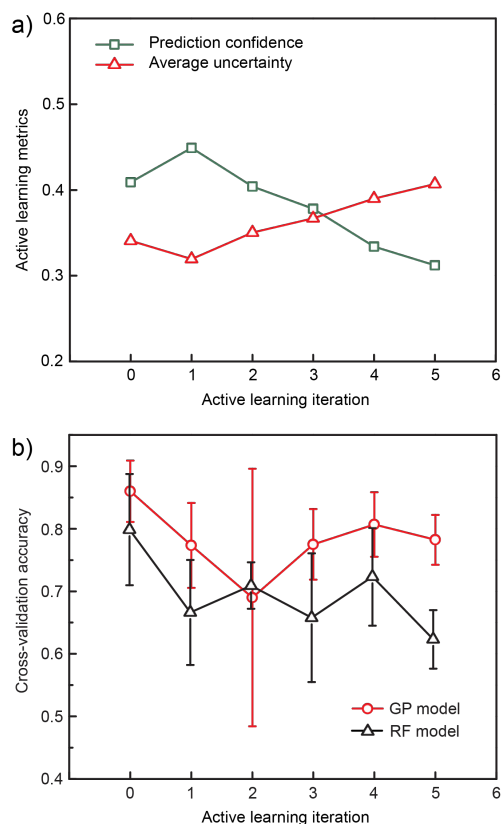 a)
0.6
0.5
0.4
0.3
0.2
Active learning metrics
Prediction confidence
Average uncertainty
0 1 2 3 4 5 6
Active learning iteration
b)
0.9
0.8
0.7
0.6
0.5
0.4
Cross-validation accuracy
GP model
RF model
0 1 2 3 4 5 6
Active learning iteration